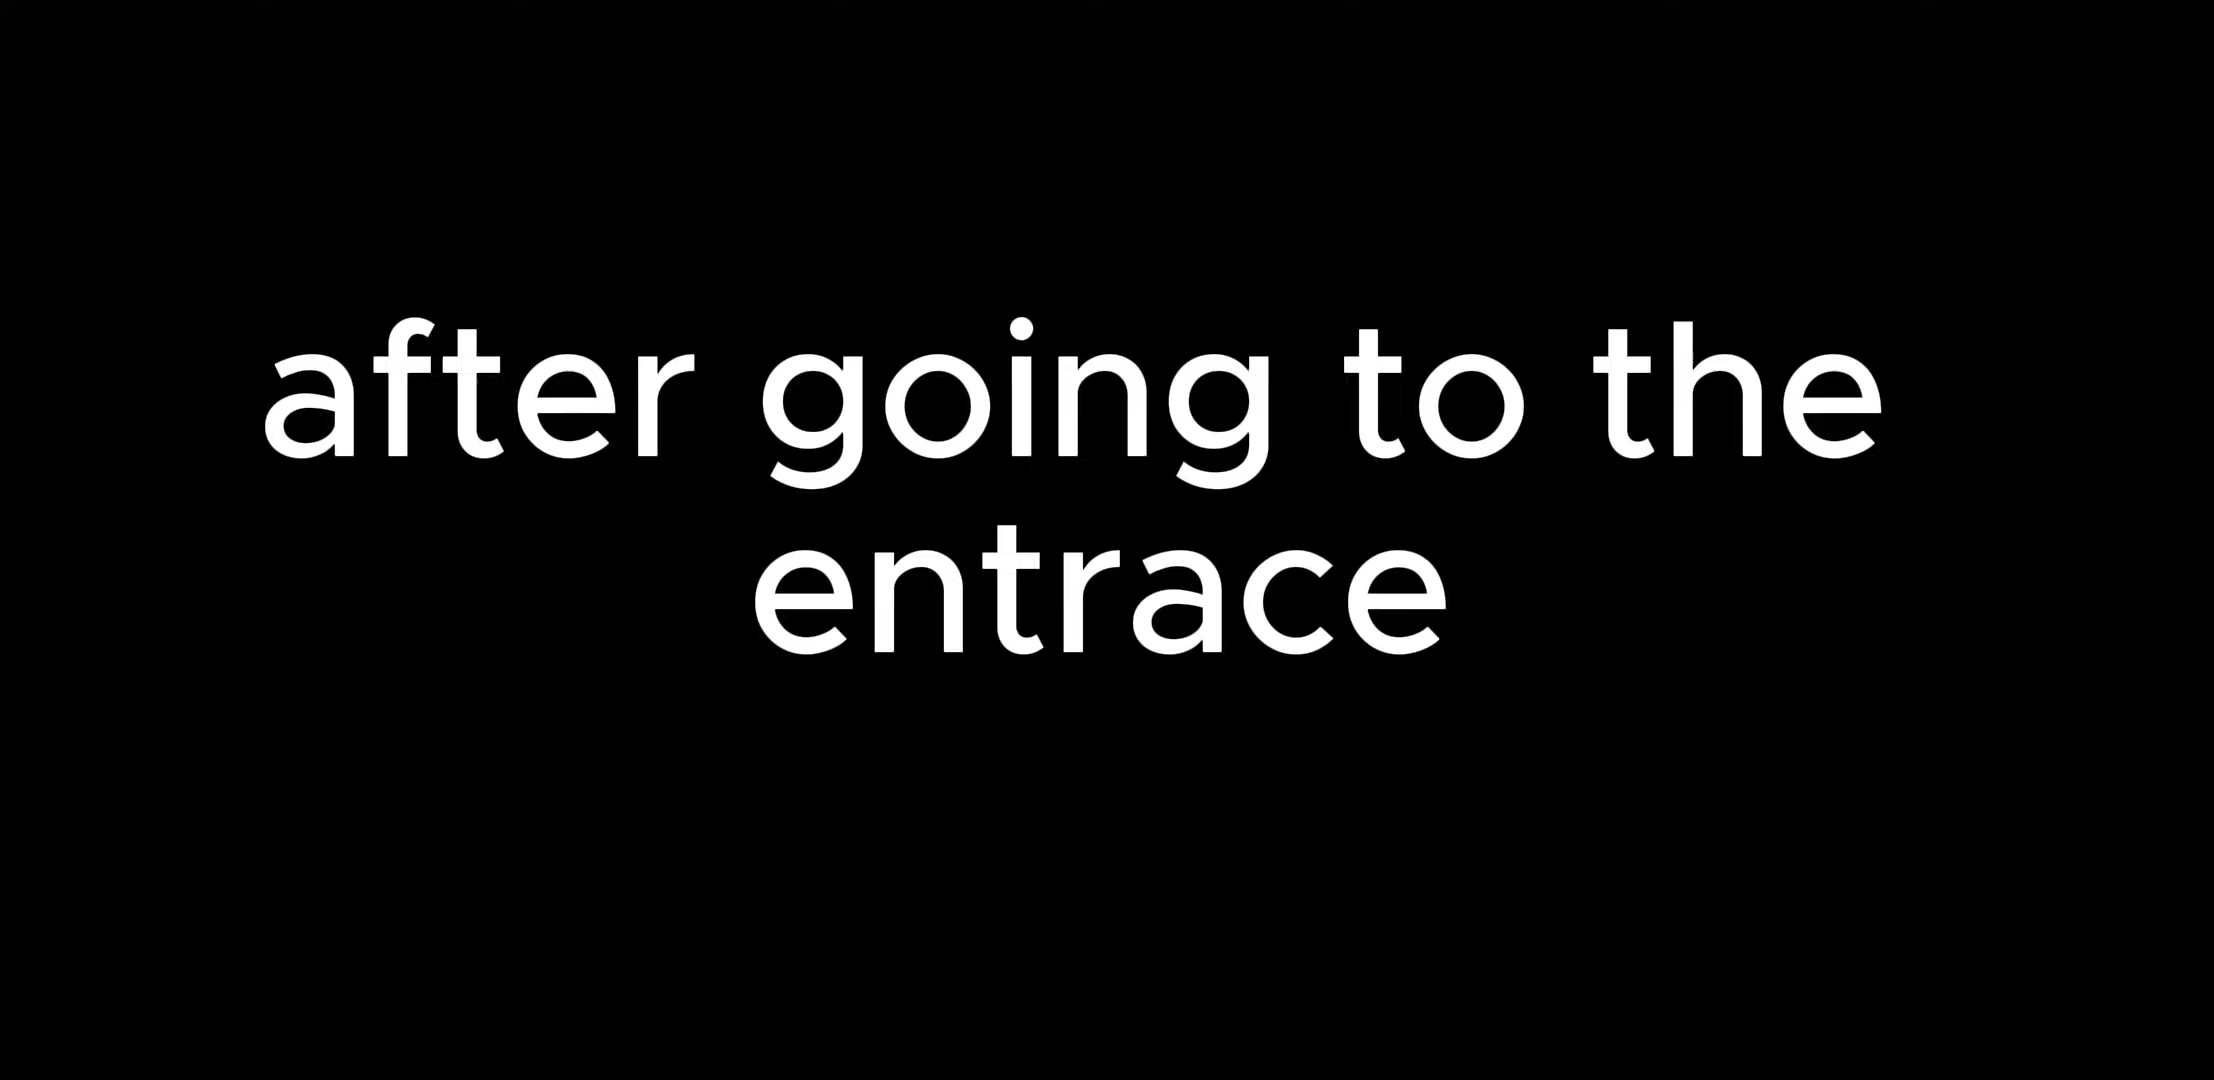 after going to the
entrace